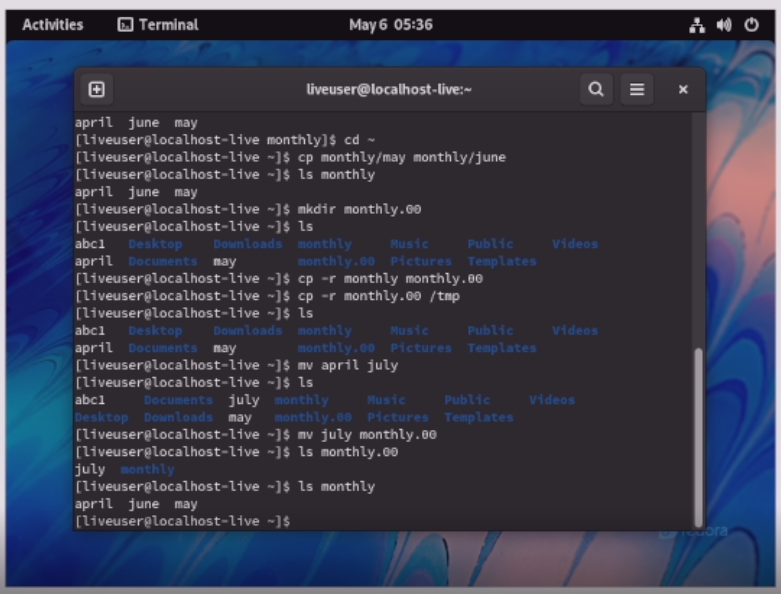 Activities Terminal May 6 05:36
liveuser@localhost-live:~
april june may
[liveuser@localhost-live monthly]$ cd ~
[liveuser@localhost-live ~]$ cp monthly/may monthly/june
[liveuser@localhost-live ~]$ ls monthly
april june may
[liveuser@localhost-live ~]$ mkdir monthly.00
[liveuser@localhost-live ~]$ ls
abc1 Desktop Downloads monthly Music Public Videos
april Documents may monthly.00 Pictures Templates
[liveuser@localhost-live ~]$ cp -r monthly monthly.00
[liveuser@localhost-live ~]$ cp -r monthly.00 /tmp
[liveuser@localhost-live ~]$ ls
abc1 Desktop Downloads monthly Music Public Videos
april Documents may monthly.00 Pictures Templates
[liveuser@localhost-live ~]$ mv april july
[liveuser@localhost-live ~]$ ls
abc1 Documents july monthly Music Public Videos
Desktop Downloads may monthly.00 Pictures Templates
[liveuser@localhost-live ~]$ mv july monthly.00
[liveuser@localhost-live ~]$ ls monthly.00
july monthly
[liveuser@localhost-live ~]$ ls monthly
april june may
[liveuser@localhost-live ~]$
fedora